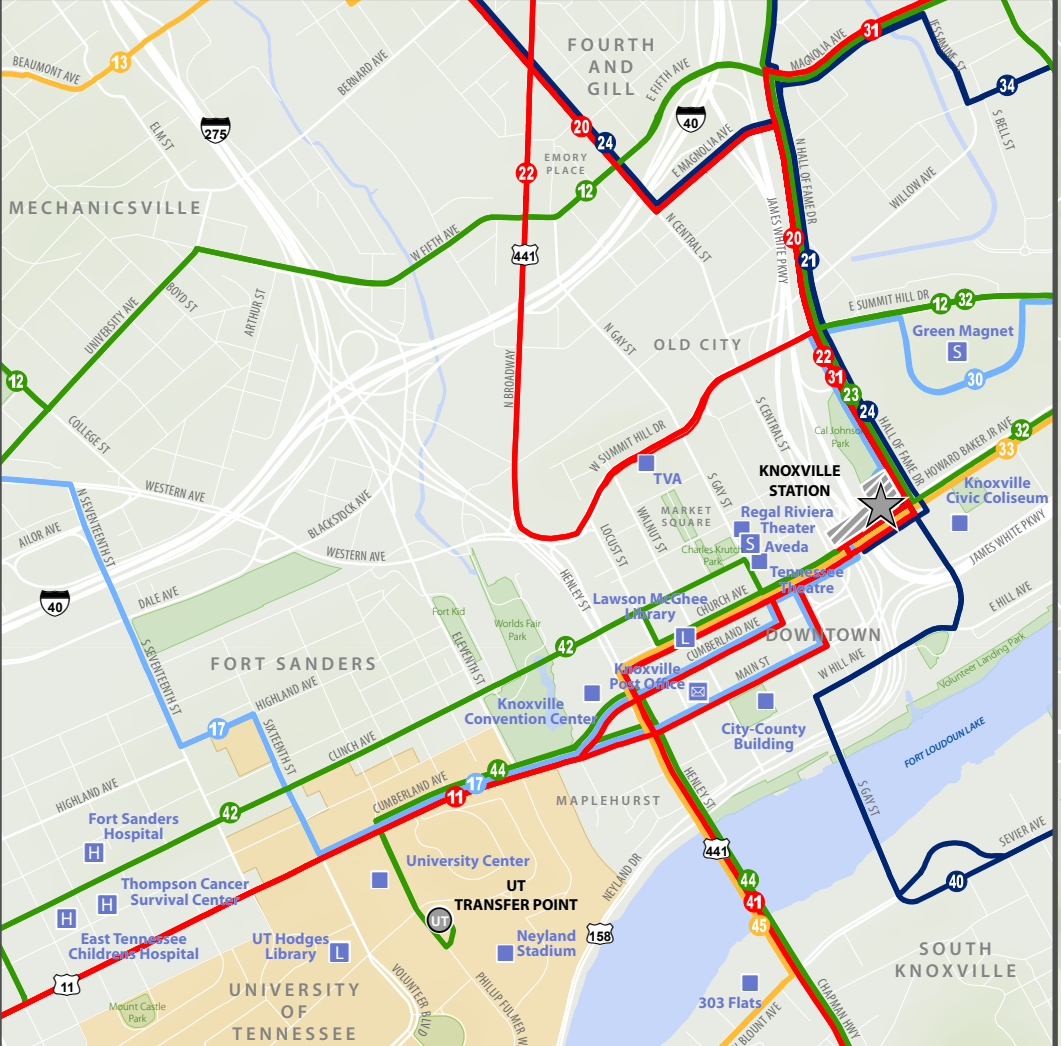 FOURTH
AND
GILL
31
MAGNOLIA AVE
JESSAMINE ST
13
BEAUMONT AVE
BERNARD AVE
E FIFTH AVE
34
275
40
ELM ST
20
24
S BELL ST
EMORY
PLACE
E MAGNOLIA AVE
N HALL OF FAME DR
22
12
WILLOW AVE
MECHANICSVILLE
JAMES WHITE PKWY
N CENTRAL ST
W FIFTH AVE
20
21
441
BOYD ST
ARTHUR ST
UNIVERSITY AVE
E SUMMIT HILL DR
12
32
Green Magnet
S
N GAY ST
OLD CITY
22
31
30
12
N BROADWAY
23
24
S CENTRAL ST
HALL OF FAME DR
COLLEGE ST
W SUMMIT HILL DR
Cal Johnson
Park
HOWARD BAKER JR AVE
32
33
TVA
KNOXVILLE
STATION
S GAY ST
Knoxville
Civic Coliseum
N SEVENTEENTH ST
WESTERN AVE
BLACKSTOCK AVE
MARKET
SQUARE
Regal Riviera
Theater
WALNUT ST
LOCUST ST
AILOR AVE
WESTERN AVE
Charles Krutch
Park
S
Aveda
JAMES WHITE PKWY
Tennessee
Theatre
HENLEY ST
40
DALE AVE
Lawson McGhee
Library
CHURCH AVE
E HILL AVE
Fort Kid
Worlds Fair
Park
L
CUMBERLAND AVE
DOWNTOWN
42
ELEVENTH ST
S SEVENTEENTH ST
FORT SANDERS
Knoxville
Post Office
MAIN ST
W HILL AVE
Volunteer Landing Park
HIGHLAND AVE
Knoxville
Convention Center
17
SIXTEENTH ST
City-County
Building
FORT LOUDOUN LAKE
CLINCH AVE
44
17
11
CUMBERLAND AVE
HENLEY ST
S GAY ST
HIGHLAND AVE
42
MAPLEHURST
Fort Sanders
Hospital
H
441
SEVIER AVE
University Center
NEYLAND DR
44
40
Thompson Cancer
Survival Center
H
H
UT
TRANSFER POINT
41
UT
45
East Tennessee
Childrens Hospital
UT Hodges
Library
L
Neyland
Stadium
158
SOUTH
KNOXVILLE
11
303 Flats
UNIVERSITY
OF
TENNESSEE
Mount Castle
Park
VOLUNTEER BLVD
PHILLIP FULMER W
BLOUNT AVE
CHAPMAN HWY